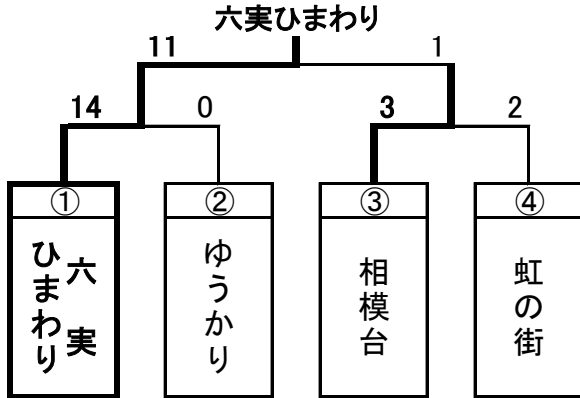 六実ひまわり
11 1
14 0 3 2
① ② ③ ④
六実
ひまわり
ゆうかり
相模台
虹の街